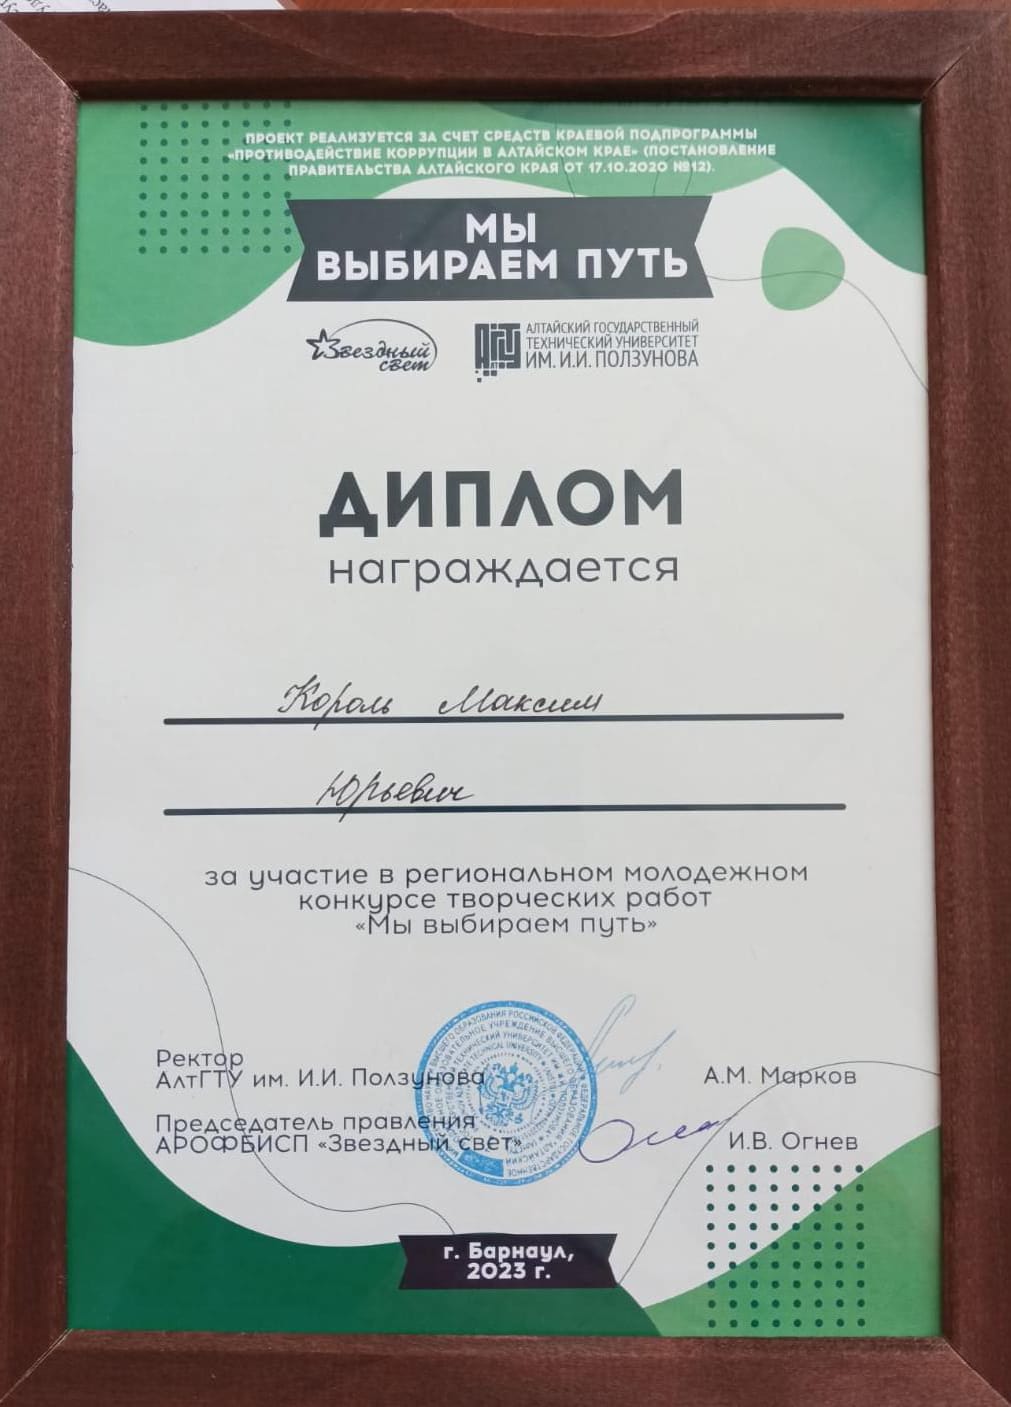 ПРОЕКТ РЕАЛИЗУЕТСЯ ЗА СЧЕТ СРЕДСТВ КРАЕВОЙ ПОДПРОГРАММЫ
«ПРОТИВОДЕЙСТВИЕ КОРРУПЦИИ В АЛТАЙСКОМ КРАЕ» (ПОСТАНОВЛЕНИЕ
ПРАВИТЕЛЬСТВА АЛТАЙСКОГО КРАЯ ОТ 17.10.2020 №12).
МЫ
ВЫБИРАЕМ ПУТЬ
Звездный
свет
АлтГТУ
АЛТАЙСКИЙ ГОСУДАРСТВЕННЫЙ
ТЕХНИЧЕСКИЙ УНИВЕРСИТЕТ
ИМ. И.И. ПОЛЗУНОВА
ДИПЛОМ
награждается
Король Максим
Юрьевич
за участие в региональном молодежном
конкурсе творческих работ
«Мы выбираем путь»
Ректор
АлтГТУ им. И.И. Ползунова
А.М. Марков
Председатель правления
АРОФБИСП «Звездный свет»
И.В. Огнев
г. Барнаул,
2023 г.